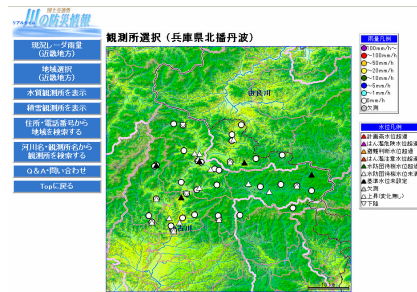 国土交通省
リアルタイム
川の防災情報
現況レーダ雨量
(近畿地方)
地域選択
(近畿地方)
水質観測所を表示
積雪観測所を表示
住所・電話番号から
地域を検索する
河川名・観測所名から
観測所を検索する
Q&A・問い合わせ
Topに戻る
観測所選択(兵庫県北播丹波)
由良川
雨量凡例
100mm/h~
~100mm/h
~50mm/h
~20mm/h
~10mm/h
~5mm/h
~1mm/h
0mm/h
欠測
水位凡例
計画高水位超過
はん濫危険水位超過
避難判断水位超過
はん濫注意水位超過
水防団待機水位超過
水防団待機水位未満
基準水位未設定
欠測
上昇(変化無し)
下降